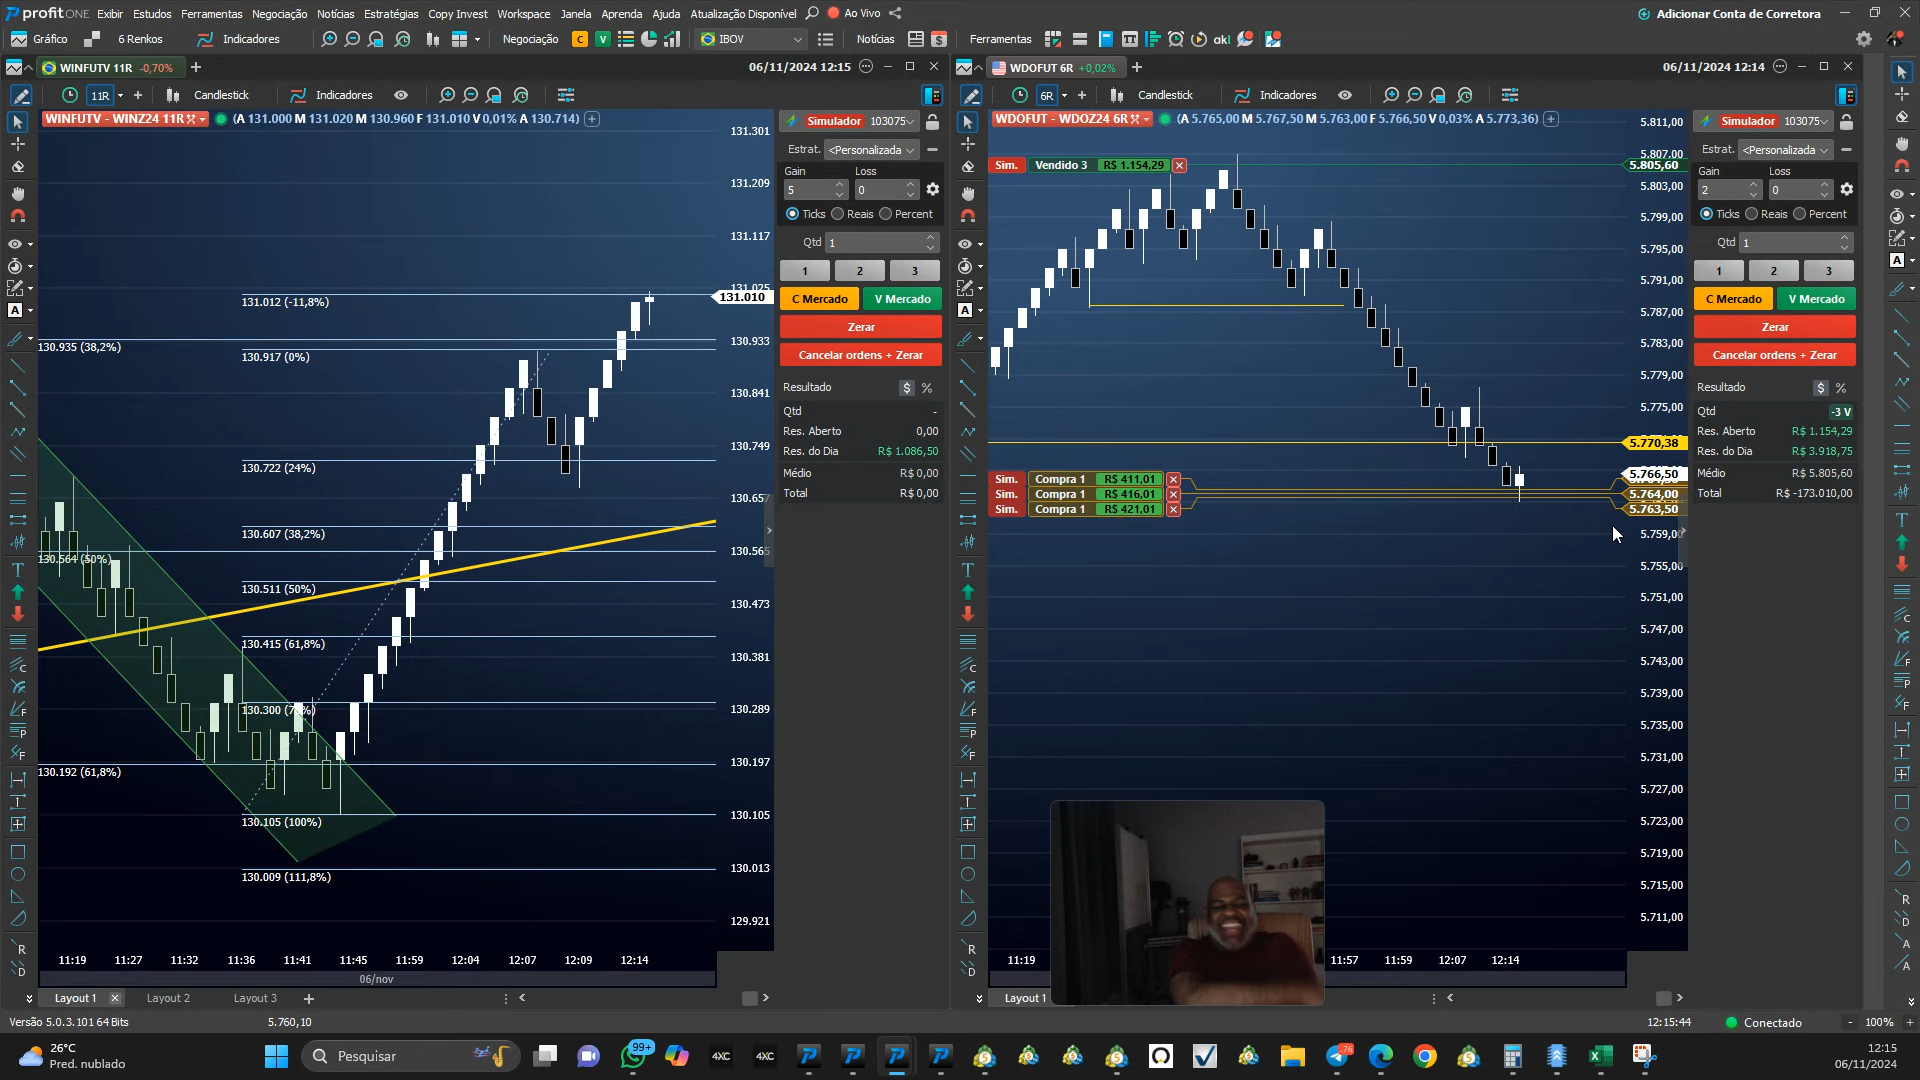 profitONE Exibir Estudos Ferramentas Negociação Notícias Estratégias Copy Invest Workspace Janela Aprenda Ajuda Atualização Disponível Ao Vivo Adicionar Conta de Corretora
Gráfico 6 Renkos Indicadores Negociação C V IBOV Notícias Ferramentas akl
WINFUTV 11R -0,70% 06/11/2024 12:15
11R Candlestick Indicadores
WINFUTV - WINZ24 11R (A 131.000 M 131.020 M 130.960 F 131.010 V 0,01% A 130.714)
131.301
131.209
131.117
131.025
131.010
130.933
130.841
130.749
130.657
130.565
130.473
130.381
130.289
130.197
130.105
130.013
129.921
131.012 (-11,8%)
130.935 (38,2%)
130.917 (0%)
130.722 (24%)
130.607 (38,2%)
130.564 (50%)
130.511 (50%)
130.415 (61,8%)
130.300 (76%)
130.192 (61,8%)
130.105 (100%)
130.009 (111,8%)
11:19 11:27 11:32 11:36 11:41 11:45 11:59 12:04 12:07 12:09 12:14
06/nov
Layout 1 Layout 2 Layout 3
Simulador 103075
Estrat. <Personalizada
Gain Loss
5 0
Ticks Reais Percent
Qtd 1
1 2 3
C Mercado V Mercado
Zerar
Cancelar ordens + Zerar
Resultado $ %
Qtd -
Res. Aberto 0,00
Res. do Dia R$ 1.086,50
Médio R$ 0,00
Total R$ 0,00
WDOFUT 6R +0,02% 06/11/2024 12:14
6R Candlestick Indicadores
WDOFUT - WDOZ24 6R (A 5.765,00 M 5.767,50 M 5.763,00 F 5.766,50 V 0,03% A 5.773,36)
Sim. Vendido 3 R$ 1.154,29
Sim. Compra 1 R$ 411,01
Sim. Compra 1 R$ 416,01
Sim. Compra 1 R$ 421,01
5.811,00
5.807,00
5.805,60
5.803,00
5.799,00
5.795,00
5.791,00
5.787,00
5.783,00
5.779,00
5.775,00
5.770,38
5.766,50
5.764,00
5.763,50
5.759,00
5.755,00
5.751,00
5.747,00
5.743,00
5.739,00
5.735,00
5.731,00
5.727,00
5.723,00
5.719,00
5.715,00
5.711,00
11:19 11:57 11:59 12:07 12:14
Layout 1
Simulador 103075
Estrat. <Personalizada
Gain Loss
2 0
Ticks Reais Percent
Qtd 1
1 2 3
C Mercado V Mercado
Zerar
Cancelar ordens + Zerar
Resultado $ %
Qtd -3 V
Res. Aberto R$ 1.154,29
Res. do Dia R$ 3.918,75
Médio R$ 5.805,60
Total R$ -173.010,00
Versão 5.0.3.101 64 Bits 5.760,10 12:15:44 Conectado - 100% +
26°C
Pred. nublado
Pesquisar
99+
4XC 4XC
76
12:15
06/11/2024